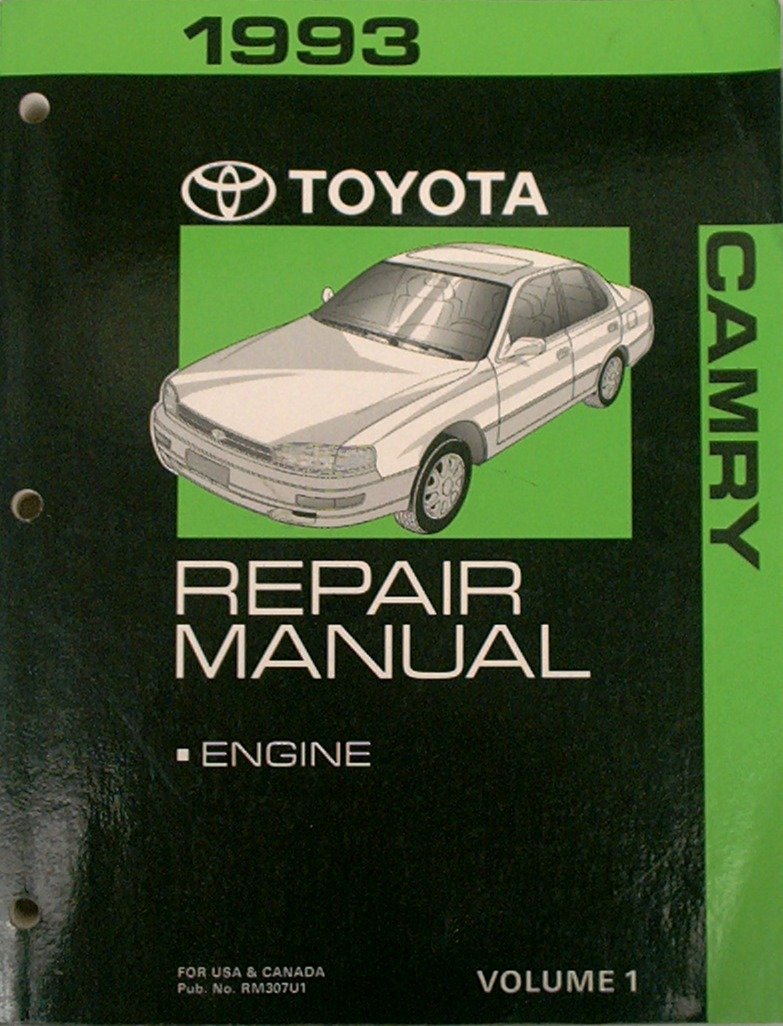 1993
TOYOTA
CAMRY
REPAIR
MANUAL
▪ ENGINE
FOR USA & CANADA
Pub. No. RM307U1
VOLUME 1